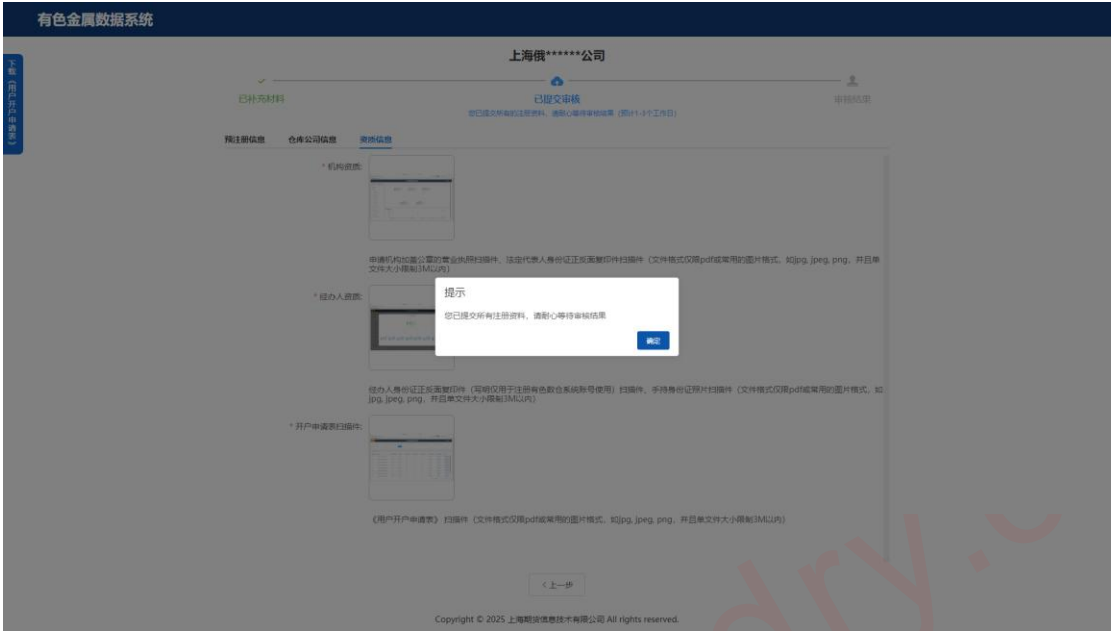 有色金属数据系统
上海俄******公司
下载《用户开户申请表》
已补充材料
已提交审核
审核结果
您已提交所有的注册资料，请耐心等待审核结果（预计1-3个工作日）
预注册信息 仓库公司信息 资质信息
* 机构资质:
申请机构加盖公章的营业执照扫描件、法定代表人身份证正反面复印件扫描件（文件格式仅限pdf或常用的图片格式，如jpg, jpeg, png，并且单
文件大小限制3M以内）
* 经办人资质:
提示
您已提交所有注册资料，请耐心等待审核结果
确定
经办人身份证正反面复印件（写明仅用于注册有色散仓系统账号使用）扫描件、手持身份证照片扫描件（文件格式仅限pdf或常用的图片格式，如
jpg, jpeg, png，并且单文件大小限制3M以内）
* 开户申请表扫描件:
《用户开户申请表》 扫描件（文件格式仅限pdf或常用的图片格式，如jpg, jpeg, png，并且单文件大小限制3M以内）
< 上一步
Copyright © 2025 上海期货信息技术有限公司 All rights reserved.